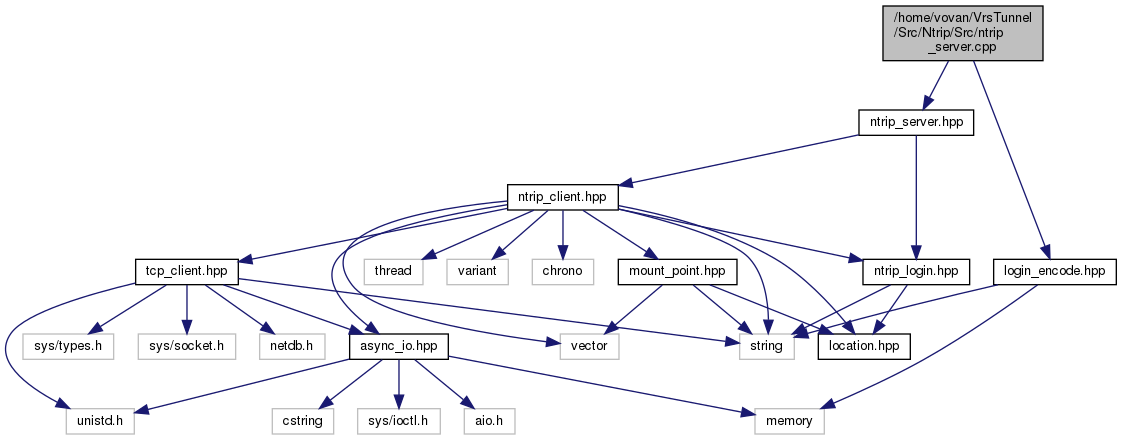 /home/vovan/VrsTunnel
/Src/Ntrip/Src/ntrip
_server.cpp
ntrip_server.hpp
ntrip_client.hpp
tcp_client.hpp
thread
variant
chrono
mount_point.hpp
ntrip_login.hpp
login_encode.hpp
sys/types.h
sys/socket.h
netdb.h
async_io.hpp
vector
string
location.hpp
unistd.h
cstring
sys/ioctl.h
aio.h
memory